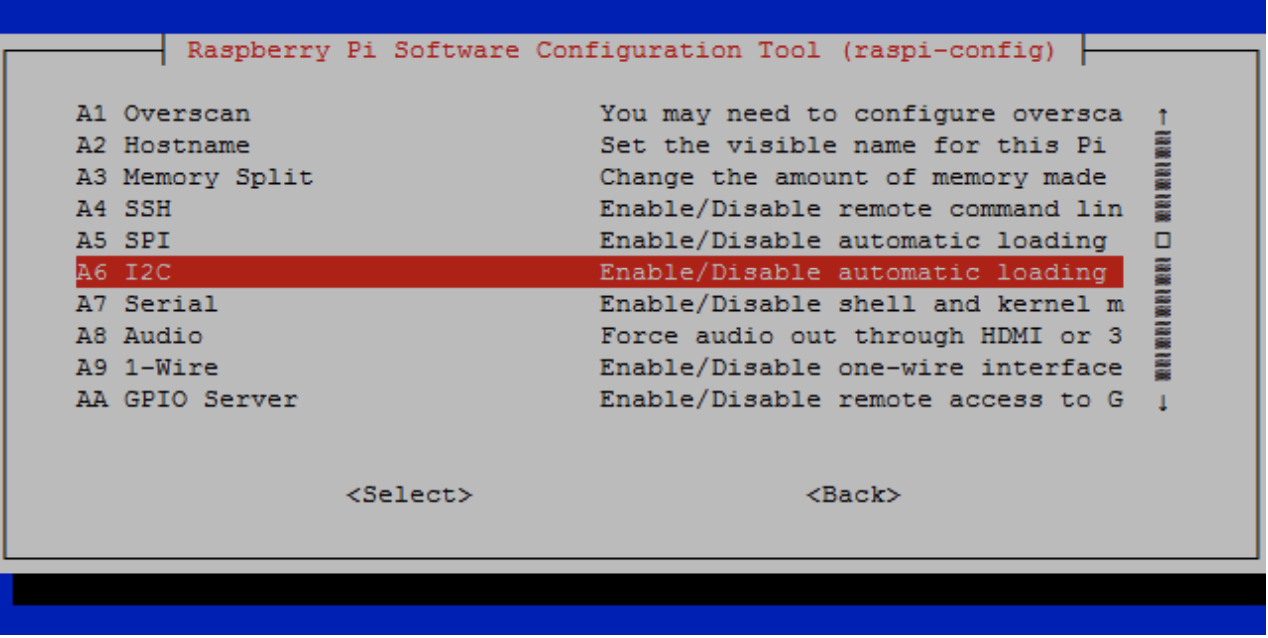 Raspberry Pi Software Configuration Tool (raspi-config)
A1 Overscan You may need to configure oversca
A2 Hostname Set the visible name for this Pi
A3 Memory Split Change the amount of memory made
A4 SSH Enable/Disable remote command lin
A5 SPI Enable/Disable automatic loading
A6 I2C Enable/Disable automatic loading
A7 Serial Enable/Disable shell and kernel m
A8 Audio Force audio out through HDMI or 3
A9 1-Wire Enable/Disable one-wire interface
AA GPIO Server Enable/Disable remote access to G
<Select> <Back>